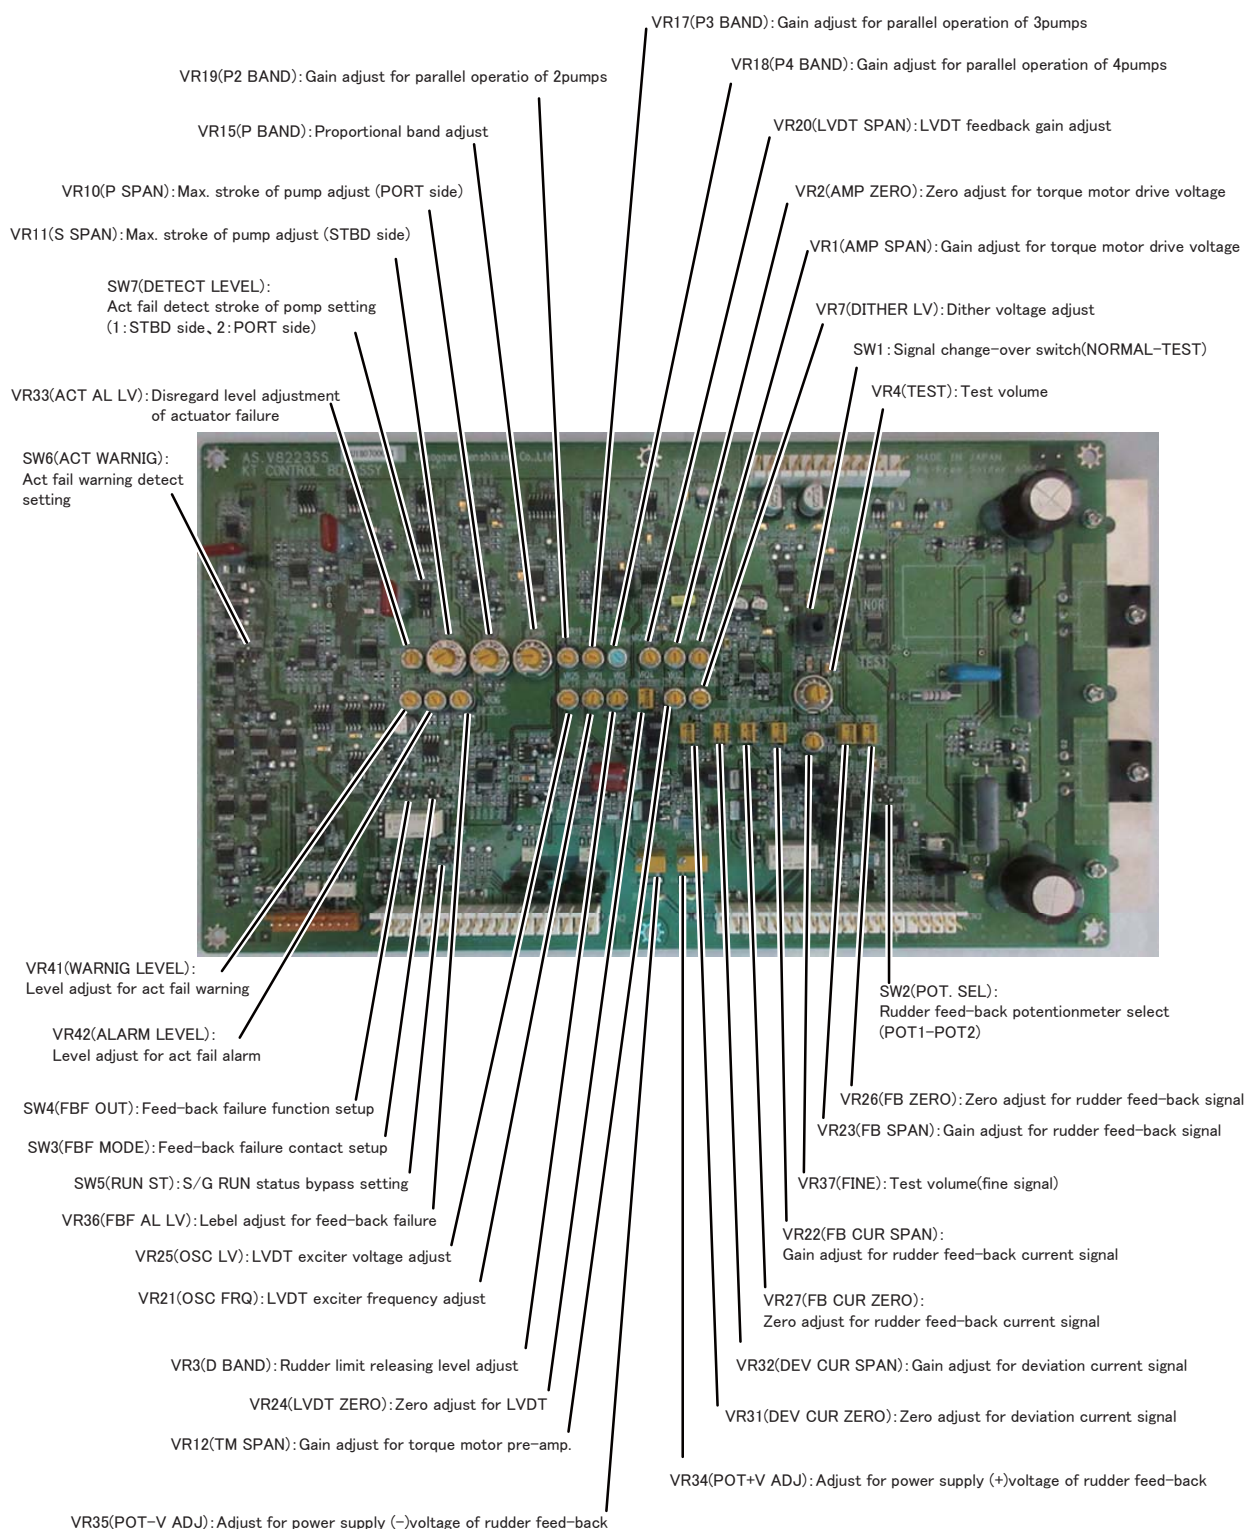 VR17(P3 BAND):Gain adjust for parallel operation of 3pumps
VR18(P4 BAND):Gain adjust for parallel operation of 4pumps
VR19(P2 BAND):Gain adjust for parallel operatio of 2pumps
VR20(LVDT SPAN):LVDT feedback gain adjust
VR15(P BAND):Proportional band adjust
VR10(P SPAN):Max. stroke of pump adjust (PORT side)
VR2(AMP ZERO):Zero adjust for torque motor drive voltage
VR11(S SPAN):Max. stroke of pump adjust (STBD side)
VR1(AMP SPAN):Gain adjust for torque motor drive voltage
SW7(DETECT LEVEL):
Act fail detect stroke of pomp setting
(1:STBD side、2:PORT side)
VR7(DITHER LV):Dither voltage adjust
SW1:Signal change-over switch(NORMAL-TEST)
VR33(ACT AL LV):Disregard level adjustment
of actuator failure
VR4(TEST):Test volume
SW6(ACT WARNIG):
Act fail warning detect
setting
AS.V8223SS
KT CONTROL BD ASSY
MADE IN JAPAN
NOR
TEST
VR41(WARNIG LEVEL):
Level adjust for act fail warning
SW2(POT. SEL):
Rudder feed-back potentionmeter select
(POT1-POT2)
VR42(ALARM LEVEL):
Level adjust for act fail alarm
SW4(FBF OUT):Feed-back failure function setup
VR26(FB ZERO):Zero adjust for rudder feed-back signal
VR23(FB SPAN):Gain adjust for rudder feed-back signal
SW3(FBF MODE):Feed-back failure contact setup
SW5(RUN ST):S/G RUN status bypass setting
VR37(FINE):Test volume(fine signal)
VR36(FBF AL LV):Lebel adjust for feed-back failure
VR22(FB CUR SPAN):
Gain adjust for rudder feed-back current signal
VR25(OSC LV):LVDT exciter voltage adjust
VR21(OSC FRQ):LVDT exciter frequency adjust
VR27(FB CUR ZERO):
Zero adjust for rudder feed-back current signal
VR3(D BAND):Rudder limit releasing level adjust
VR32(DEV CUR SPAN):Gain adjust for deviation current signal
VR24(LVDT ZERO):Zero adjust for LVDT
VR31(DEV CUR ZERO):Zero adjust for deviation current signal
VR12(TM SPAN):Gain adjust for torque motor pre-amp.
VR34(POT+V ADJ):Adjust for power supply (+)voltage of rudder feed-back
VR35(POT-V ADJ):Adjust for power supply (-)voltage of rudder feed-back